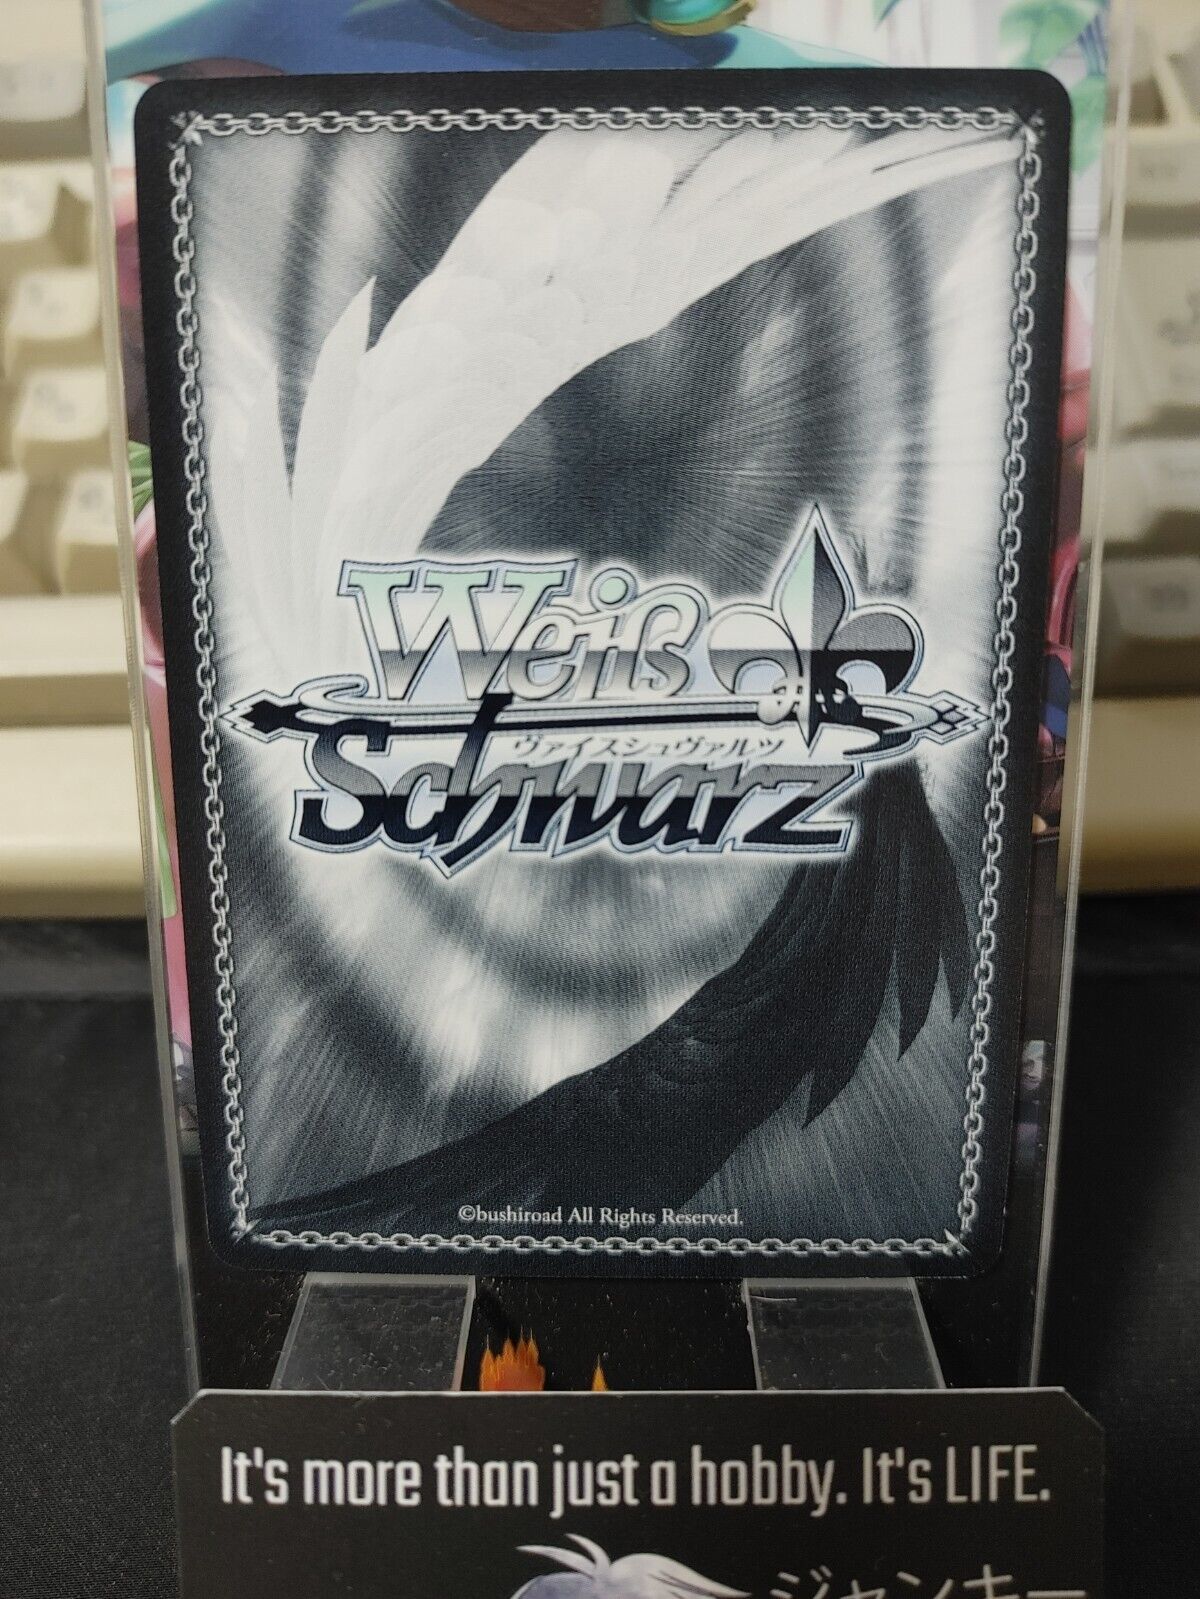 Weiß
ヴァイスシュヴァルツ
Schwarz
©bushiroad All Rights Reserved.
It's more than just a hobby. It's LIFE.
ジャンキー